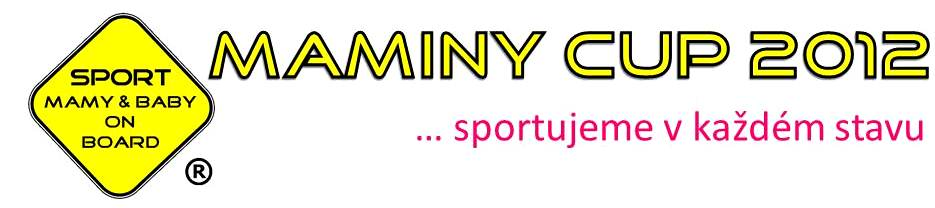 SPORT
MAMY & BABY
ON
BOARD
®
MAMINY CUP 2012
... sportujeme v každém stavu